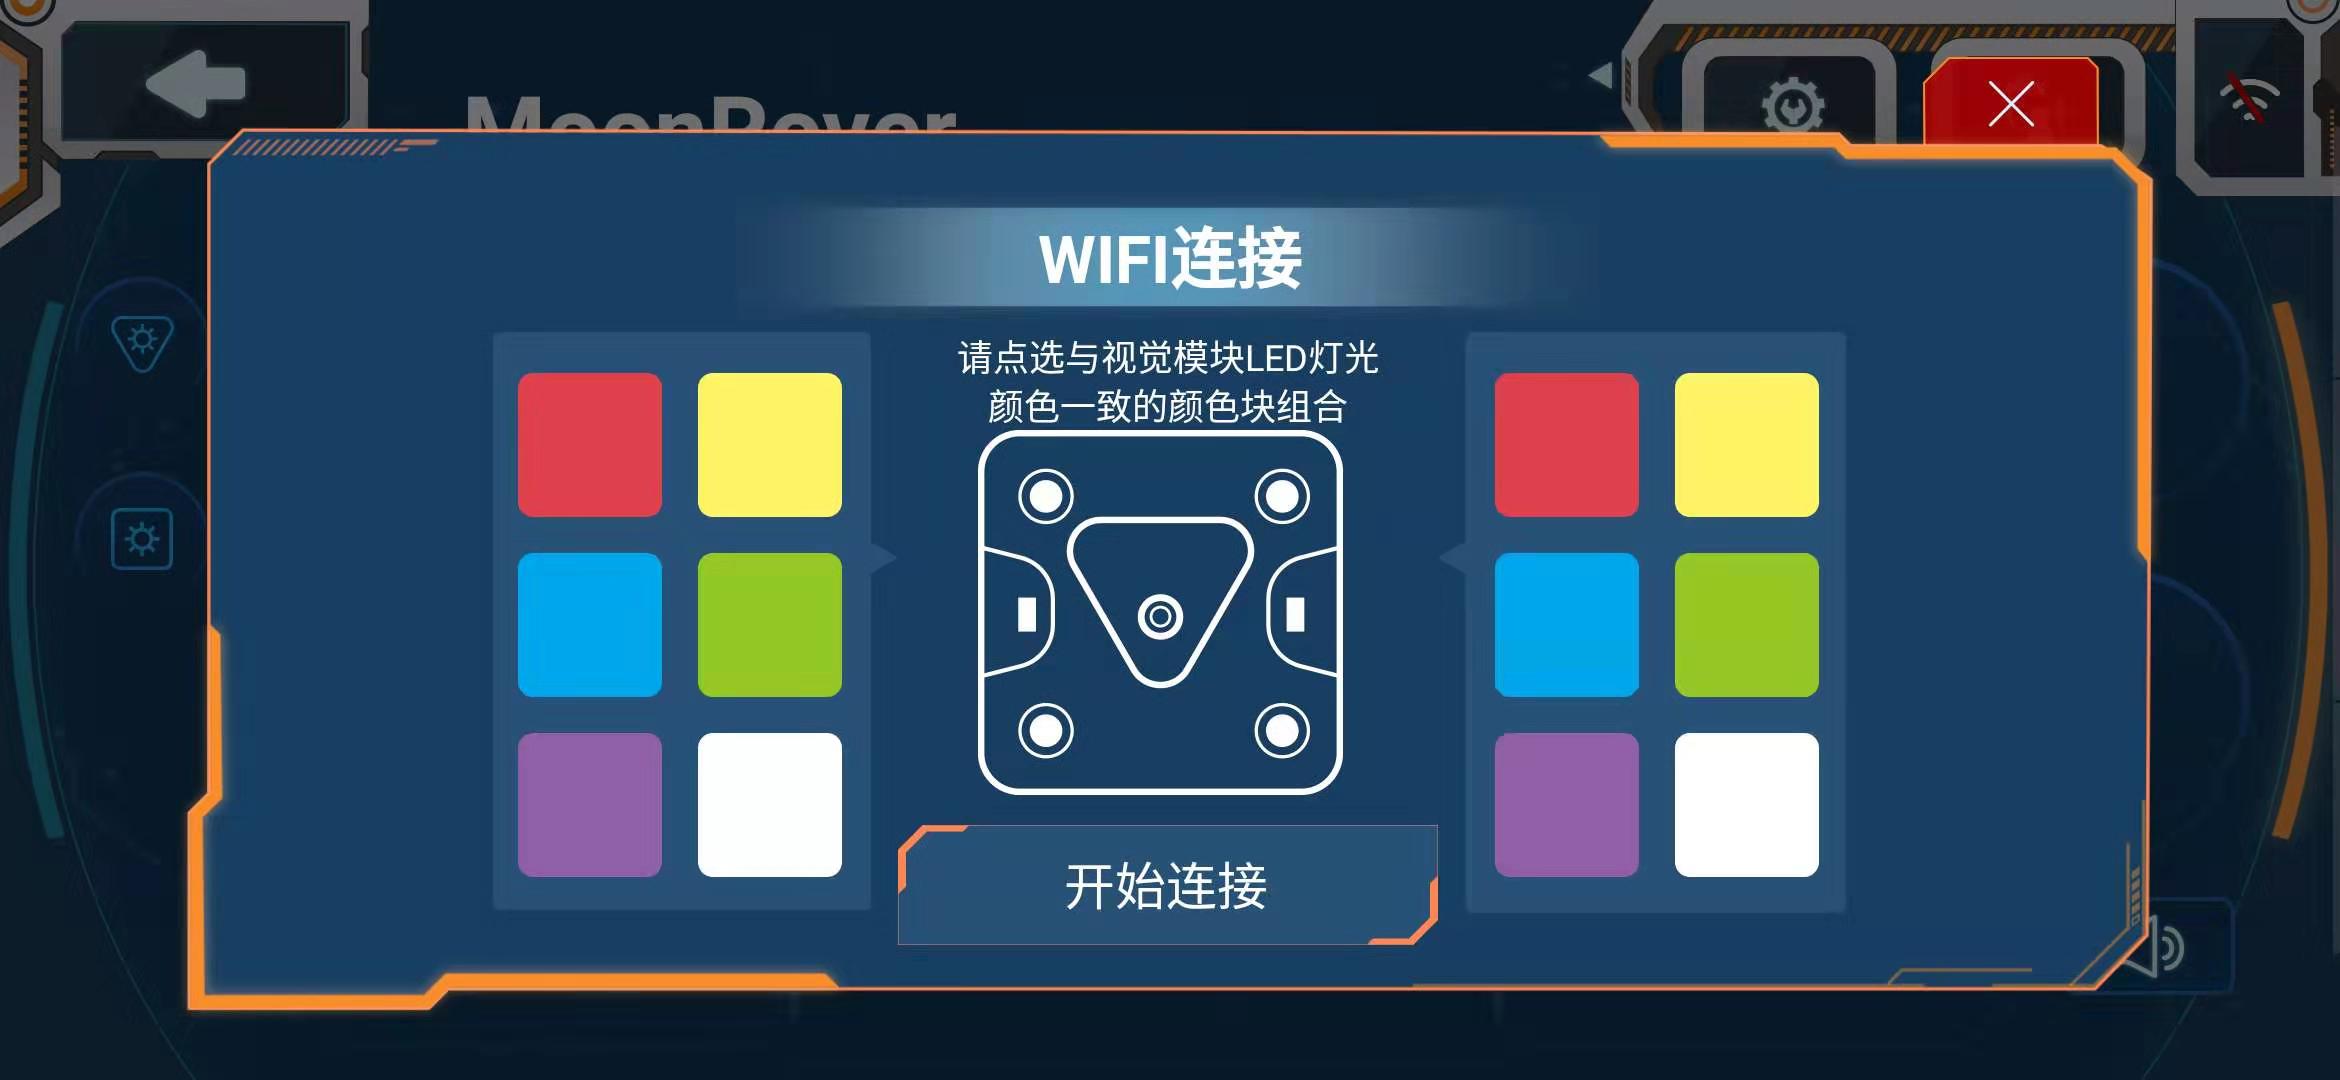 MoonRover
WIFI连接
请点选与视觉模块LED灯光
颜色一致的颜色块组合
开始连接